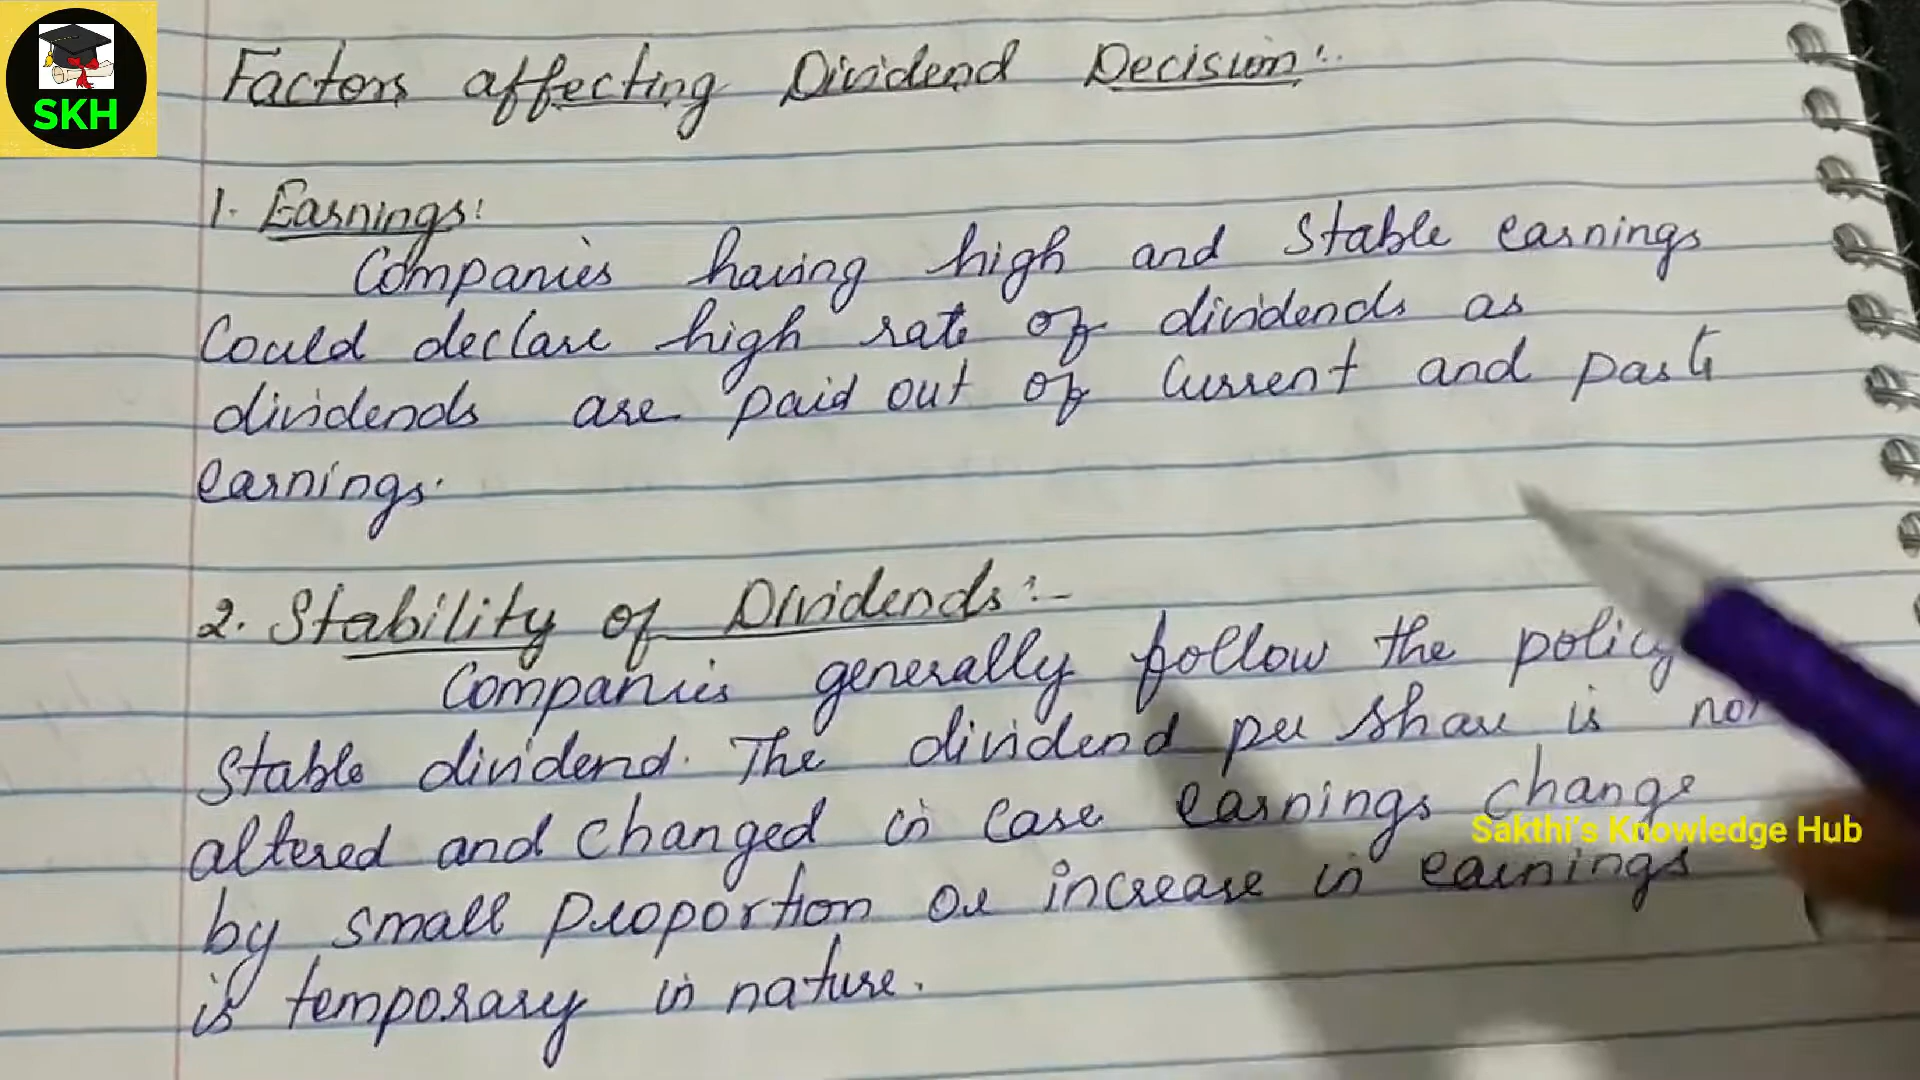 SKH
Factors affecting Dividend Decision:-
1. Earnings:
Companies having high and stable earnings
Could declare high rate of dividends as
dividends are paid out of Current and past
earnings.
2. Stability of Dividends:-
Companies generally follow the policy
Stable dividend. The dividend per share is
altered and changed in case earnings change
Sakthi's Knowledge Hub
by small proportion or increase in earnings
is temporary in nature.